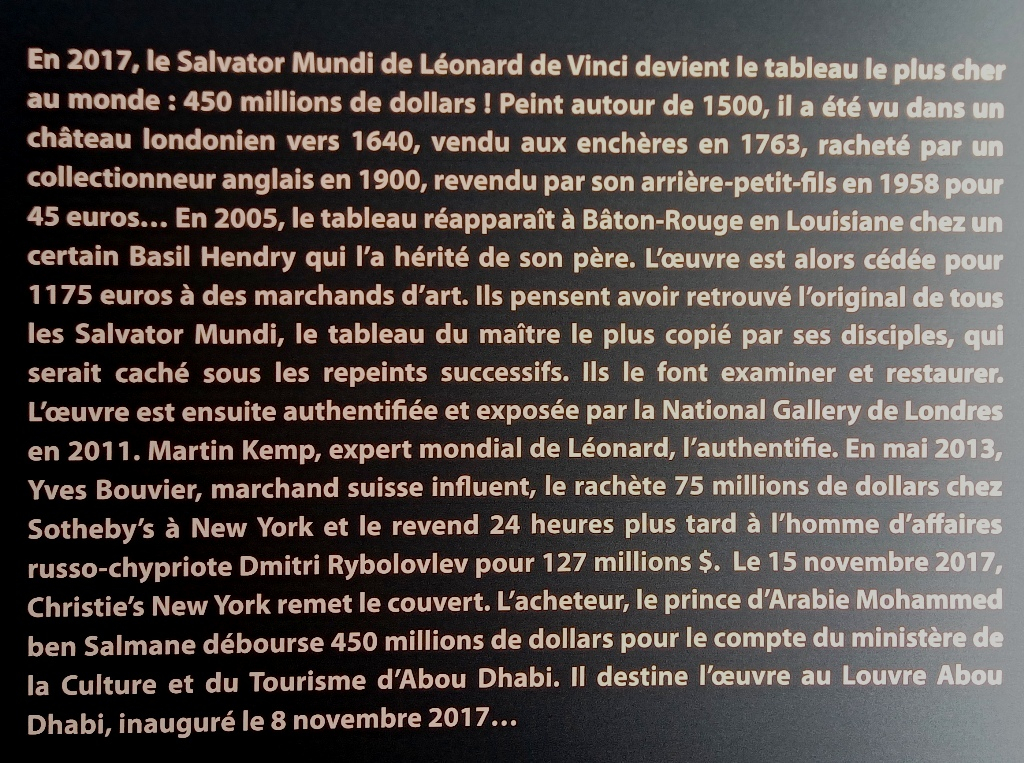 En 2017, le Salvator Mundi de Léonard de Vinci devient le tableau le plus cher
au monde : 450 millions de dollars ! Peint autour de 1500, il a été vu dans un
château londonien vers 1640, vendu aux enchères en 1763, racheté par un
collectionneur anglais en 1900, revendu par son arrière-petit-fils en 1958 pour
45 euros... En 2005, le tableau réapparaît à Bâton-Rouge en Louisiane chez un
certain Basil Hendry qui l'a hérité de son père. L'œuvre est alors cédée pour
1175 euros à des marchands d'art. Ils pensent avoir retrouvé l'original de tous
les Salvator Mundi, le tableau du maître le plus copié par ses disciples, qui
serait caché sous les repeints successifs. Ils le font examiner et restaurer.
L'œuvre est ensuite authentifiée et exposée par la National Gallery de Londres
en 2011. Martin Kemp, expert mondial de Léonard, l'authentifie. En mai 2013,
Yves Bouvier, marchand suisse influent, le rachète 75 millions de dollars chez
Sotheby's à New York et le revend 24 heures plus tard à l'homme d'affaires
russo-chypriote Dmitri Rybolovlev pour 127 millions $. Le 15 novembre 2017,
Christie's New York remet le couvert. L'acheteur, le prince d'Arabie Mohammed
ben Salmane débourse 450 millions de dollars pour le compte du ministère de
la Culture et du Tourisme d'Abou Dhabi. Il destine l'œuvre au Louvre Abou
Dhabi, inauguré le 8 novembre 2017...